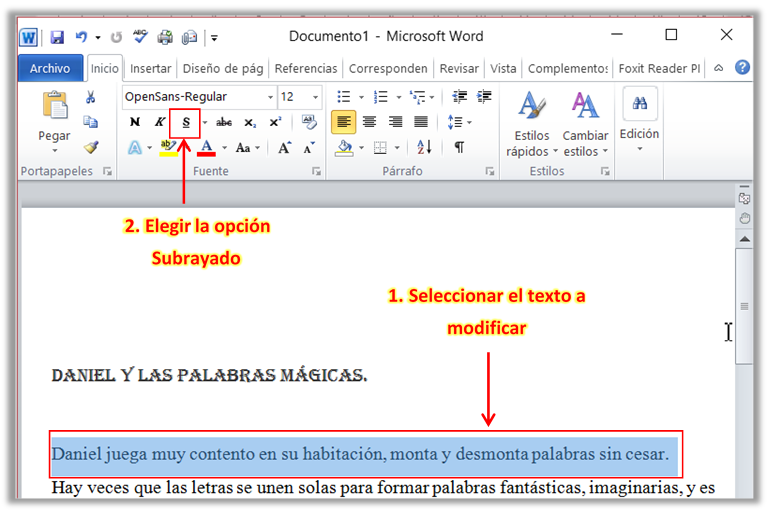 Documento1 - Microsoft Word
Archivo Inicio Insertar Diseño de pág Referencias Corresponden Revisar Vista Complementos Foxit Reader PI
OpenSans-Regular 12
N K S abc x₂ x²
Pegar
ab A Aa A A
Estilos rápidos
Cambiar estilos
Edición
Portapapeles Fuente Párrafo Estilos
2. Elegir la opción
Subrayado
1. Seleccionar el texto a
modificar
DANIEL Y LAS PALABRAS MÁGICAS.
Daniel juega muy contento en su habitación, monta y desmonta palabras sin cesar.
Hay veces que las letras se unen solas para formar palabras fantásticas, imaginarias, y es